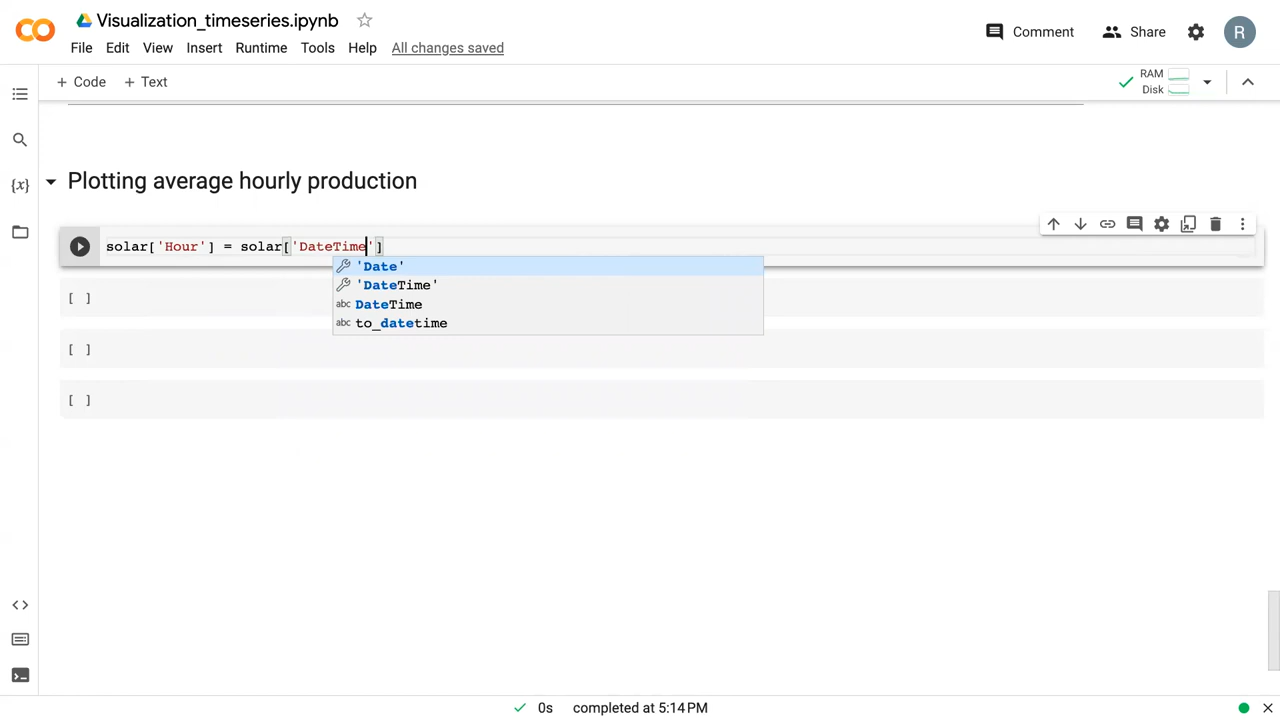 Visualization_timeseries.ipynb
File Edit View Insert Runtime Tools Help All changes saved
Comment
Share
R
+ Code + Text
RAM
Disk
{x}
Plotting average hourly production
solar['Hour'] = solar['DateTime']
'Date'
'DateTime'
abc DateTime
abc to_datetime
[ ]
[ ]
[ ]
0s completed at 5:14 PM